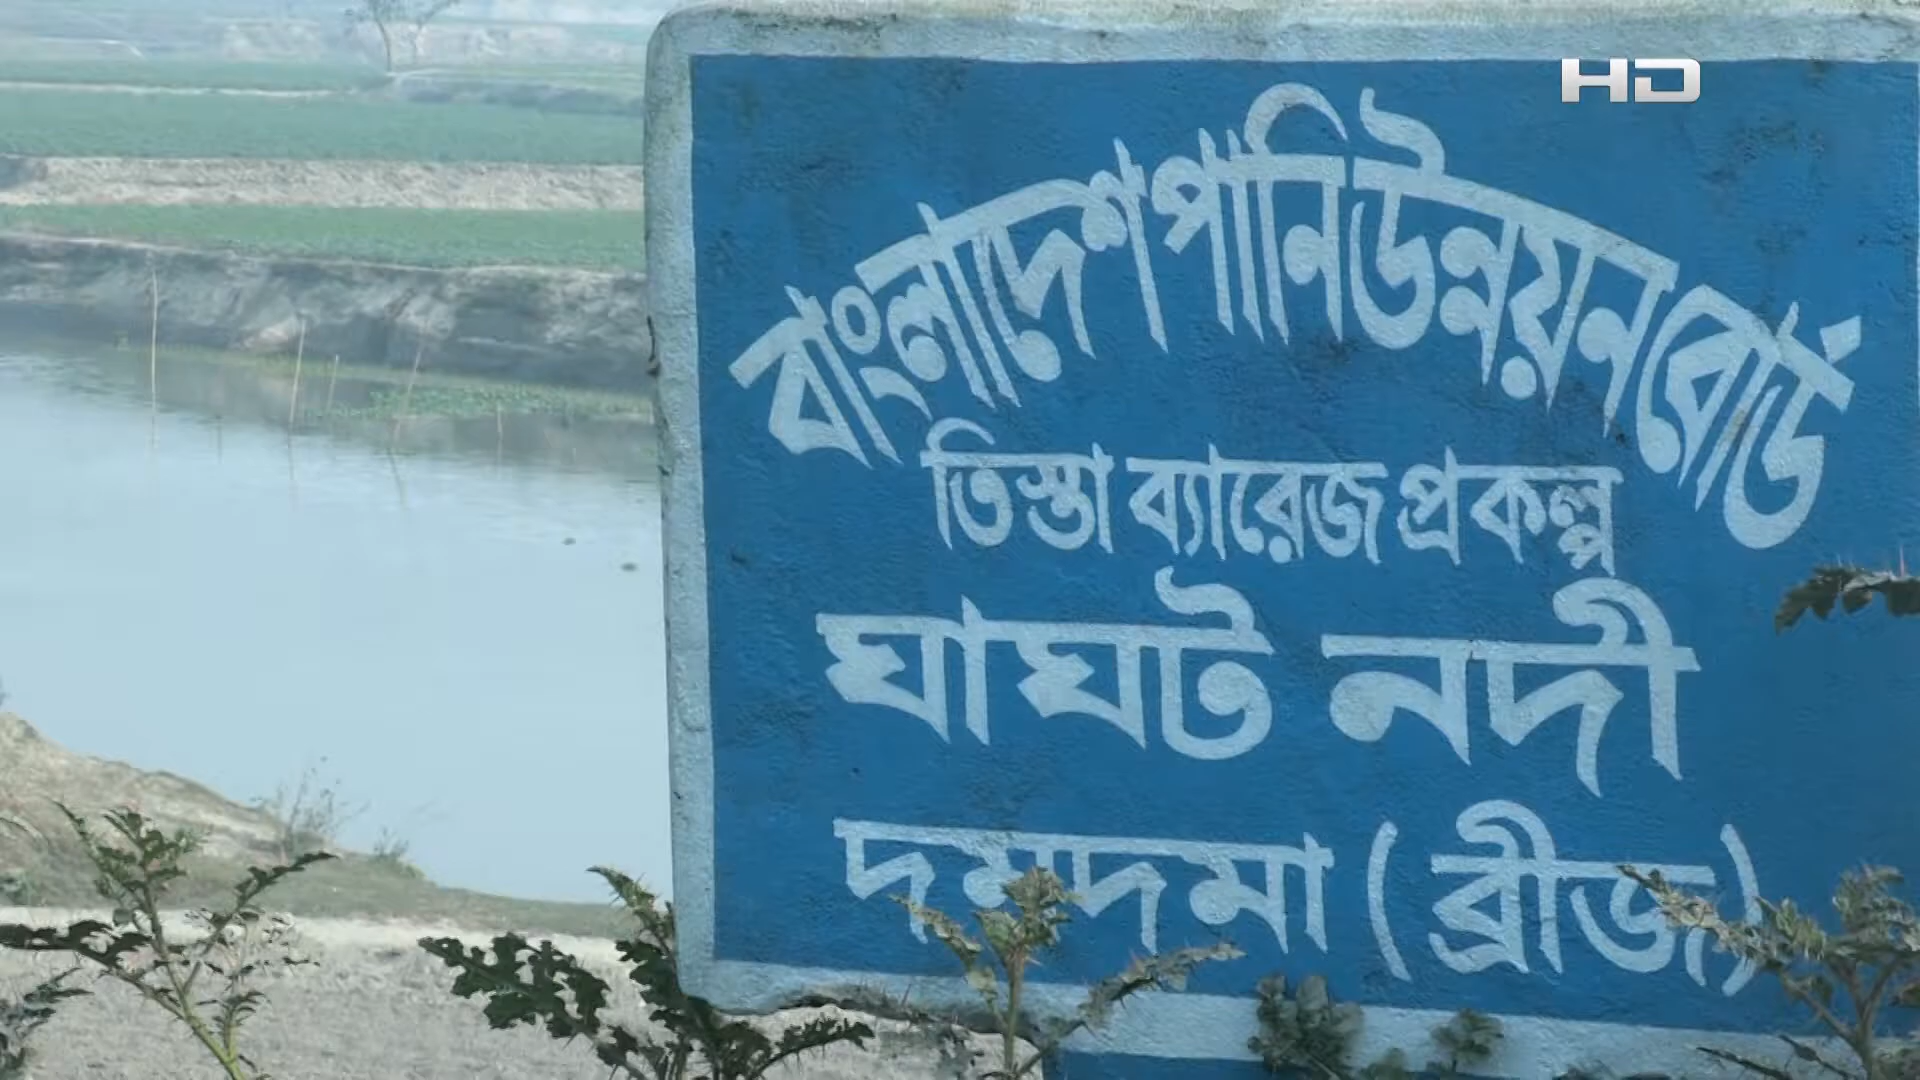 HD
বাংলাদেশ পানি উন্নয়ন বোর্ড
তিস্তা ব্যারেজ প্রকল্প
ঘাঘট নদী
দমদমা (ব্রীজ)